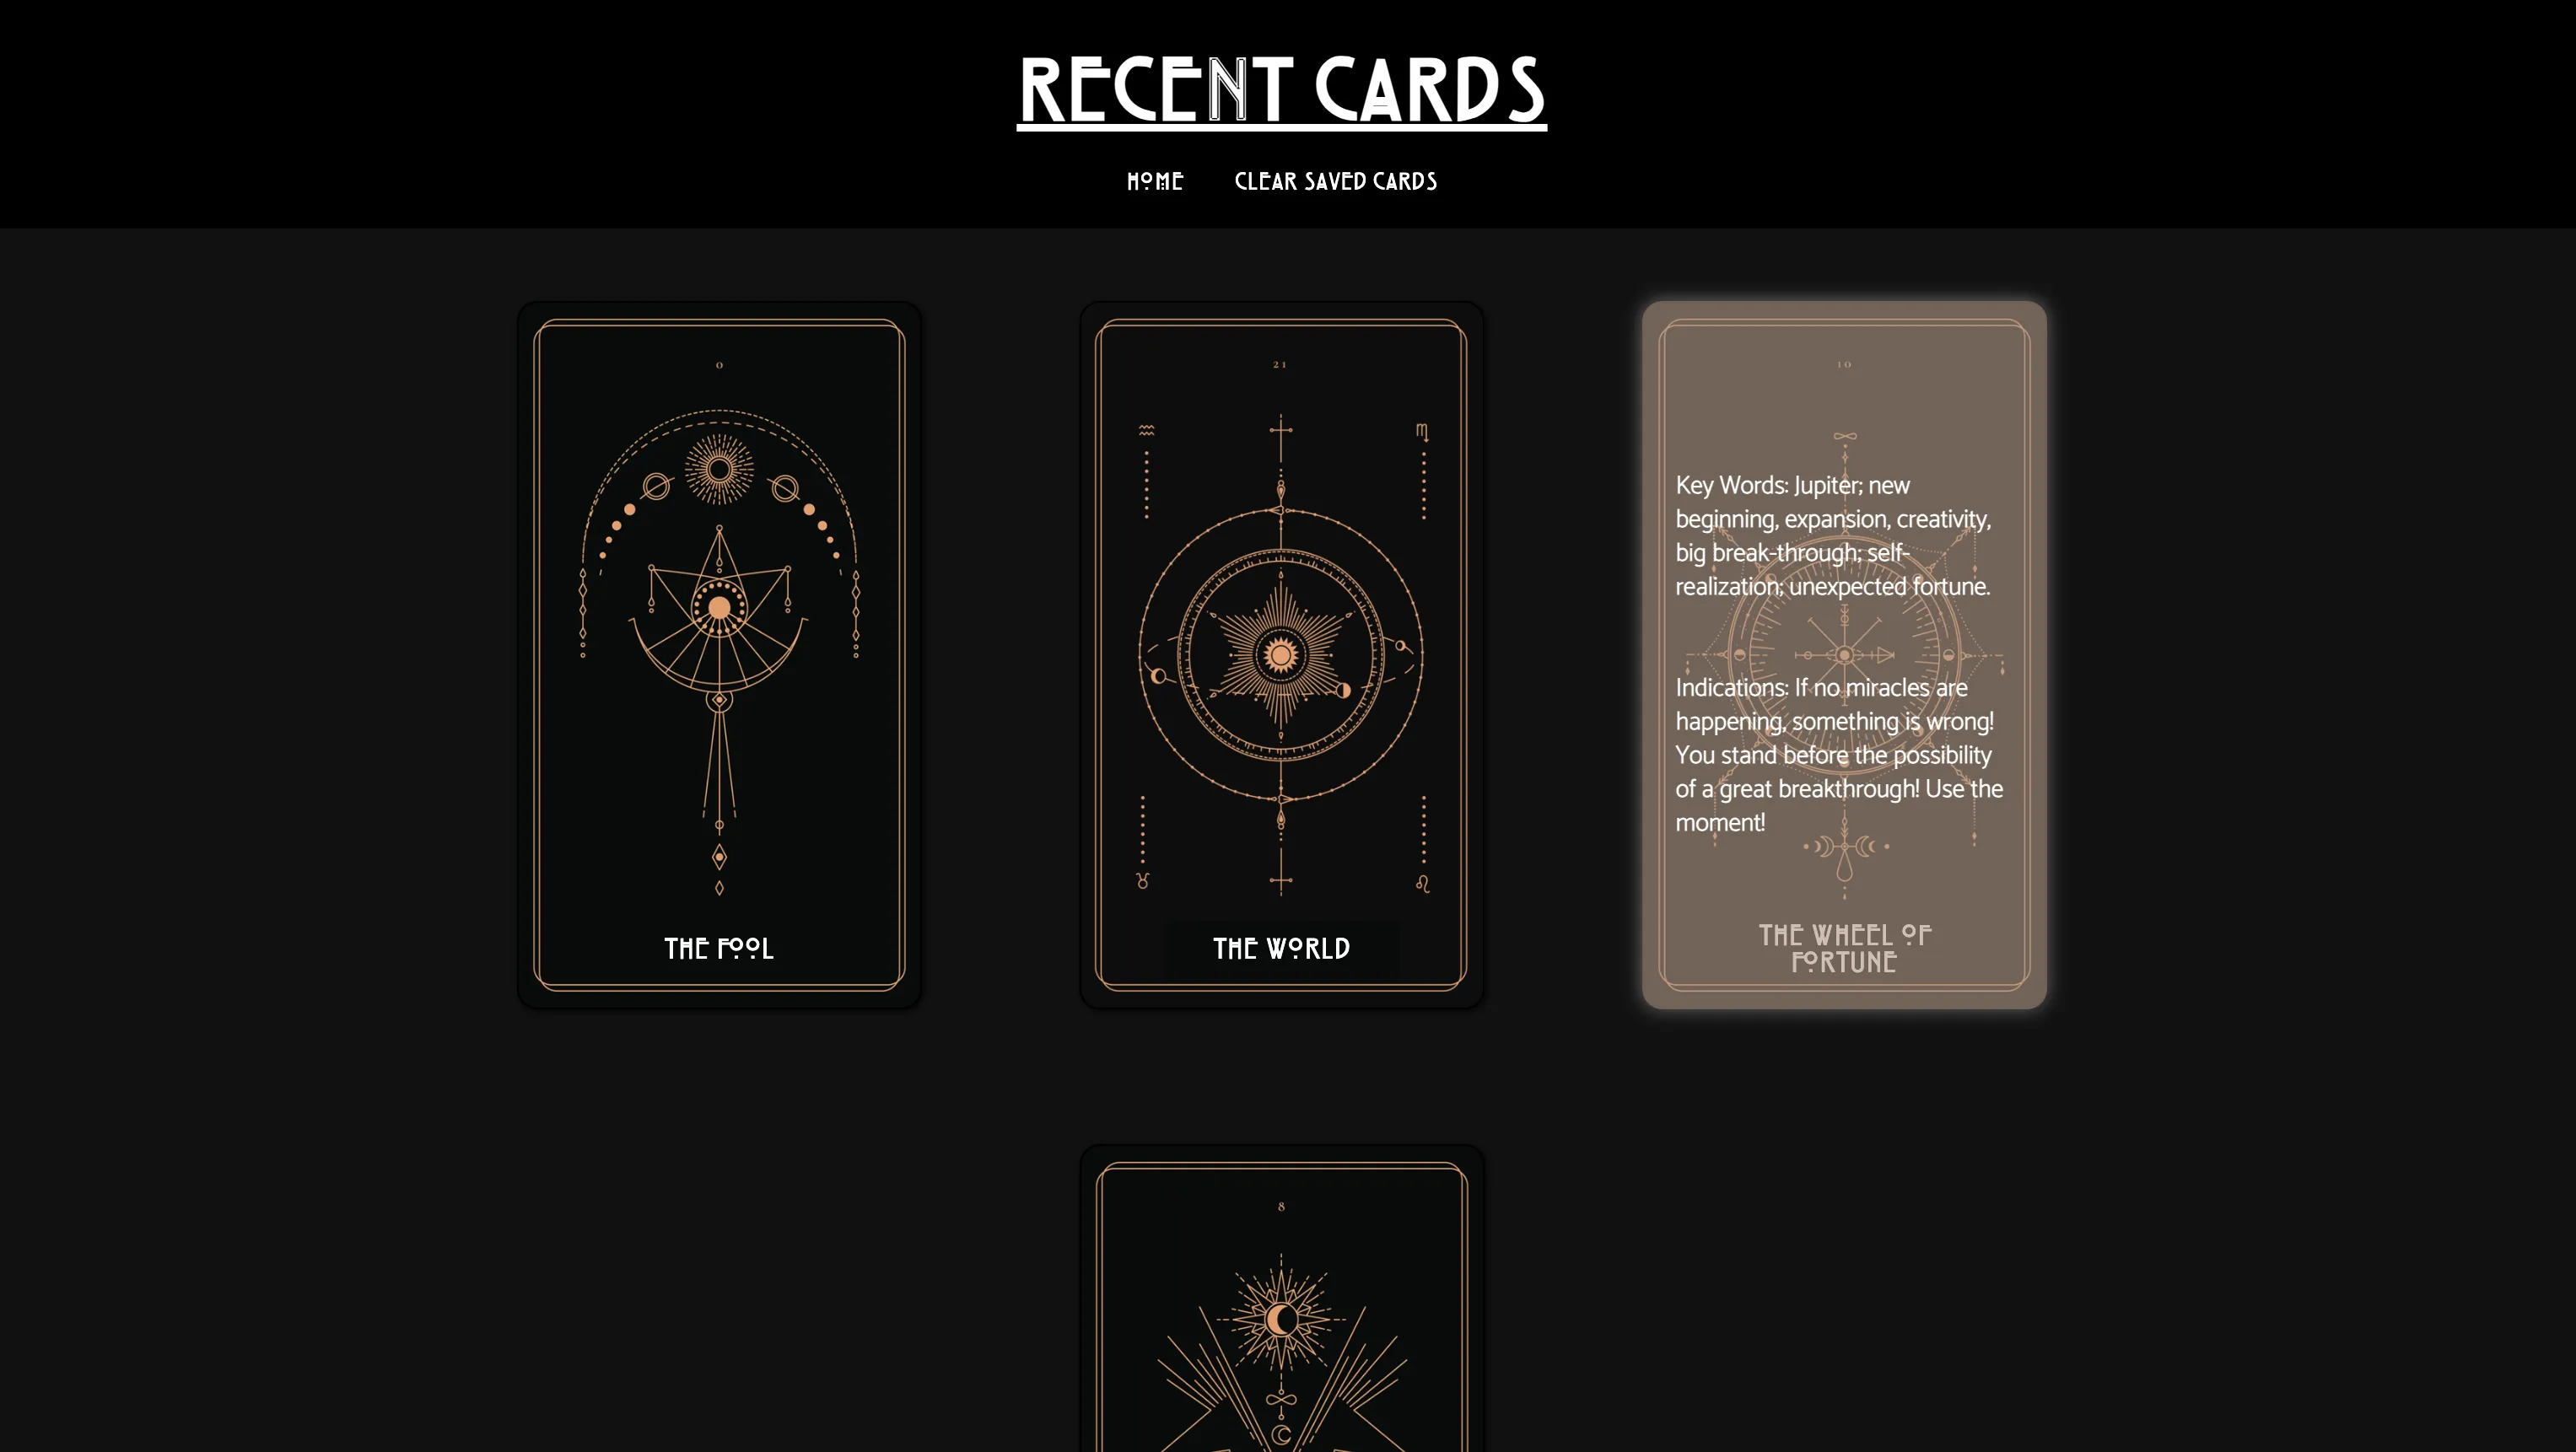 RECENT CARDS
HOME CLEAR SAVED CARDS
0
THE FOOL
21
THE WORLD
10
Key Words: Jupiter; new
beginning, expansion, creativity,
big break-through; self-
realization; unexpected fortune.
Indications: If no miracles are
happening, something is wrong!
You stand before the possibility
of a great breakthrough! Use the
moment!
THE WHEEL OF
FORTUNE
8